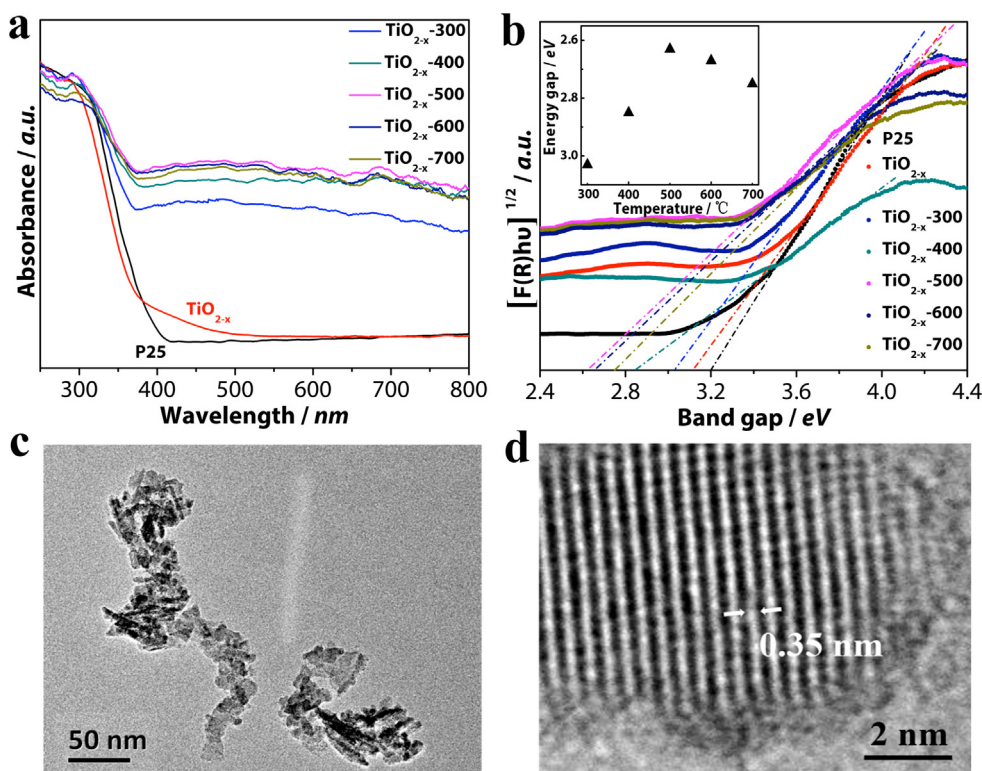 a
TiO2-x-300
TiO2-x-400
TiO2-x-500
TiO2-x-600
TiO2-x-700
TiO2-x
P25
Absorbance / a.u.
300 400 500 600 700 800
Wavelength / nm
b
2.6
2.8
3.0
Energy gap / eV
300 400 500 600 700
Temperature / ℃
P25
TiO2-x
TiO2-x-300
TiO2-x-400
TiO2-x-500
TiO2-x-600
TiO2-x-700
[F(R)hυ]1/2 / a.u.
2.4 2.8 3.2 3.6 4.0 4.4
Band gap / eV
c
50 nm
d
0.35 nm
2 nm